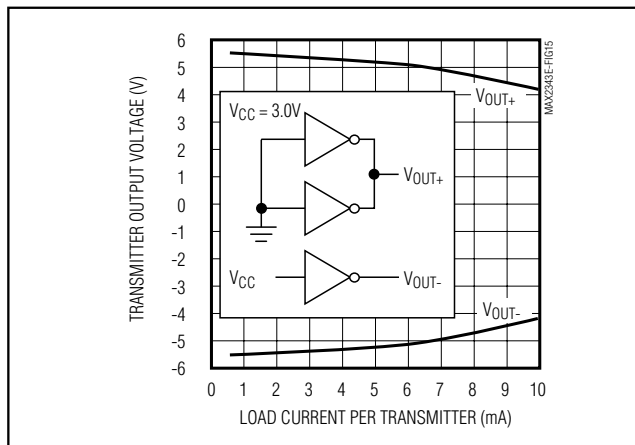 TRANSMITTER OUTPUT VOLTAGE (V)
6
5
4
3
2
1
0
-1
-2
-3
-4
-5
-6
VCC = 3.0V
VOUT+
VOUT+
VCC
VOUT-
VOUT-
MAX2343E-FIG15
0 1 2 3 4 5 6 7 8 9 10
LOAD CURRENT PER TRANSMITTER (mA)